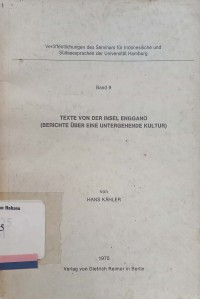 Veröffentlichungen des Seminars für Indonesische und
Südseesprachen der Universität Hamburg
Band 9
TEXTE VON DER INSEL ENGGANO
(BERICHTE ÜBER EINE UNTERGEHENDE KULTUR)
von
HANS KÄHLER
1975
Verlag von Dietrich Reimer in Berlin